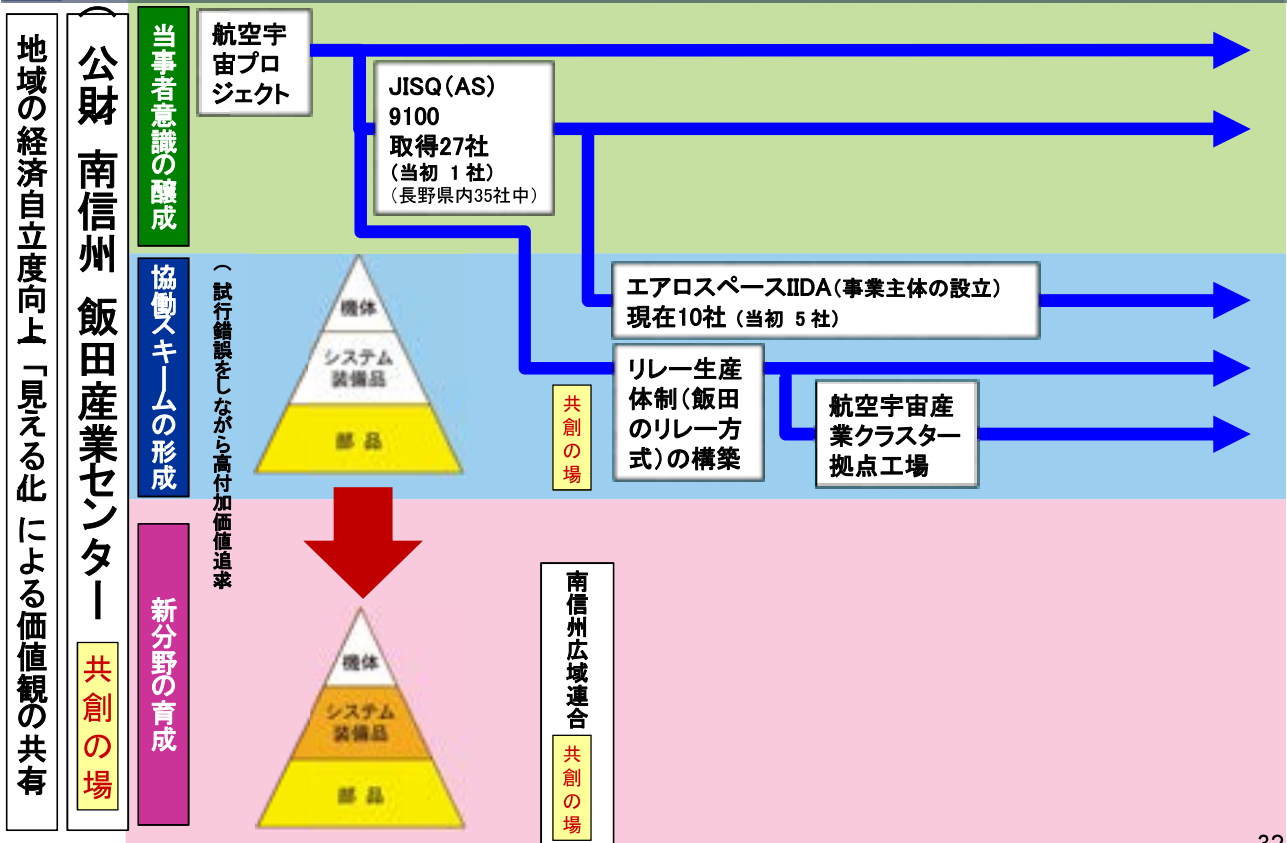 地域の経済自立度向上「見える化」による価値観の共有
(公財 南信州 飯田産業センター
共創の場
当事者意識の醸成
航空宇
宙プロ
ジェクト
JISQ(AS)
9100
取得27社
(当初 1 社)
(長野県内35社中)
協働スキームの形成
(試行錯誤をしながら高付加価値追求
機体
システム
装備品
部 品
エアロスペースIIDA(事業主体の設立)
現在10社 (当初 5 社)
共創の場
リレー生産
体制(飯田
のリレー方
式)の構築
航空宇宙産
業クラスター
拠点工場
新分野の育成
機体
システム
装備品
部 品
南信州広域連合
共創の場
32